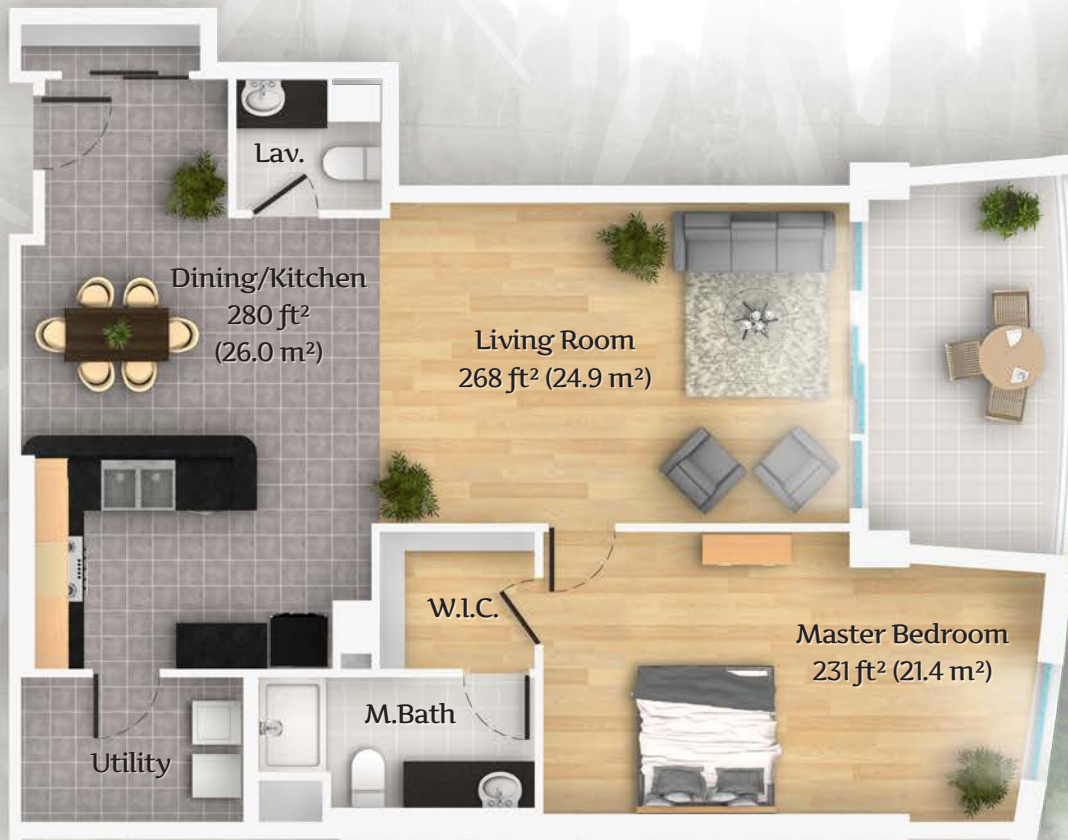 Lav.
Dining/Kitchen
280 ft²
(26.0 m²)
Living Room
268 ft² (24.9 m²)
W.I.C.
Master Bedroom
231 ft² (21.4 m²)
M.Bath
Utility